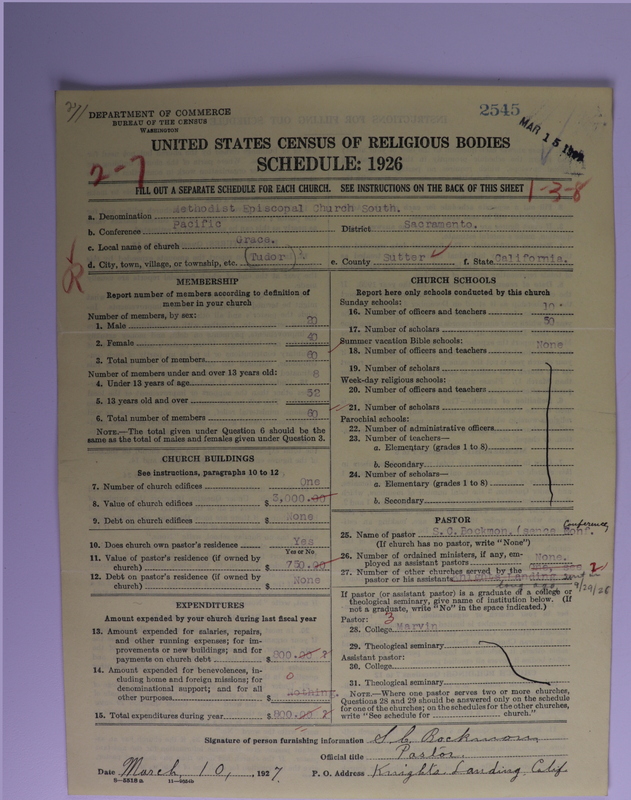 DEPARTMENT OF COMMERCE
BUREAU OF THE CENSUS
WASHINGTON
2545
MAR 15
UNITED STATES CENSUS OF RELIGIOUS BODIES
SCHEDULE: 1926
2-7
FILL OUT A SEPARATE SCHEDULE FOR EACH CHURCH. SEE INSTRUCTIONS ON THE BACK OF THIS SHEET
1-3-8
a. Denomination Methodist Episcopal Church South.
b. Conference Pacific District Sacramento.
c. Local name of church Grace.
d. City, town, village, or township, etc. Tudor e. County Sutter f. State California.
MEMBERSHIP
Report number of members according to definition of
member in your church
Number of members, by sex:
1. Male 20
2. Female 40
3. Total number of members 60
Number of members under and over 13 years old:
4. Under 13 years of age 8
5. 13 years old and over 52
6. Total number of members 60
NOTE.—The total given under Question 6 should be
same as the total of males and females given under Question 3.
CHURCH BUILDINGS
See instructions, paragraphs 10 to 12
7. Number of church edifices One
8. Value of church edifices $3,000.00
9. Debt on church edifices $None
10. Does church own pastor's residence Yes
Yes or No
11. Value of pastor's residence (if owned by
church) $750.00
12. Debt on pastor's residence (if owned by
church) $None
EXPENDITURES
Amount expended by your church during last fiscal year
13. Amount expended for salaries, repairs,
and other running expenses; for im-
provements or new buildings; and for
payments on church debt $800.00
14. Amount expended for benevolences, in-
cluding home and foreign missions; for
denominational support; and for all
other purposes $Nothing
0
15. Total expenditures during year $800.00
CHURCH SCHOOLS
Report here only schools conducted by this church
Sunday schools:
16. Number of officers and teachers 10
17. Number of scholars 50
Summer vacation Bible schools:
18. Number of officers and teachers None
19. Number of scholars
Week-day religious schools:
20. Number of officers and teachers
21. Number of scholars
Parochial schools:
22. Number of administrative officers
23. Number of teachers—
a. Elementary (grades 1 to 8)
b. Secondary
24. Number of scholars—
a. Elementary (grades 1 to 8)
b. Secondary
PASTOR
Conference
25. Name of pastor S.C.Bockmon,
(If church has no pastor, write "None")
26. Number of ordained ministers, if any, em-
ployed as assistant pastors None.
27. Number of other churches served by the
pastor or his assistants Landing
2
9/29/26
If pastor (or assistant pastor) is a graduate of a college or
theological seminary, give name of institution below. (If
not a graduate, write "No" in the space indicated.)
Pastor: 3
28. College Marvin
29. Theological seminary
Assistant pastor:
30. College
31. Theological seminary
NOTE.—Where one pastor serves two or more churches,
Questions 28 and 29 should be answered only on the schedule
for one of the churches; on the schedules for the other churches,
write "See schedule for church."
Signature of person furnishing information S. C. Bockmon
Official title Pastor.
Date March 10, 1927. P. O. Address Knights Landing, Calif